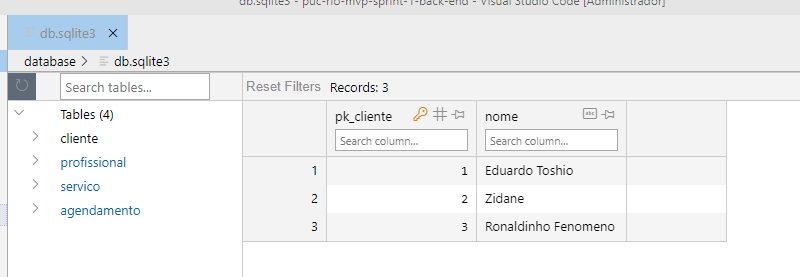 db.sqlite3 - puc-rio-mvp-sprint-1-back-end - Visual Studio Code [Administrador]
db.sqlite3
database > db.sqlite3
Search tables...
Reset Filters Records: 3
Tables (4)
cliente
profissional
servico
agendamento
pk_cliente nome
Search column... Search column...
1 1 Eduardo Toshio
2 2 Zidane
3 3 Ronaldinho Fenomeno